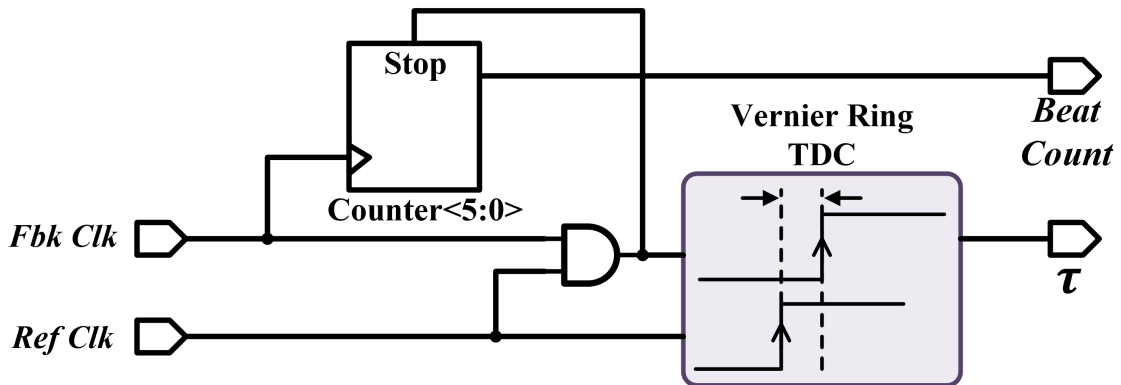 Stop
Beat
Count
Vernier Ring
TDC
Counter<5:0>
Fbk Clk
τ
Ref Clk